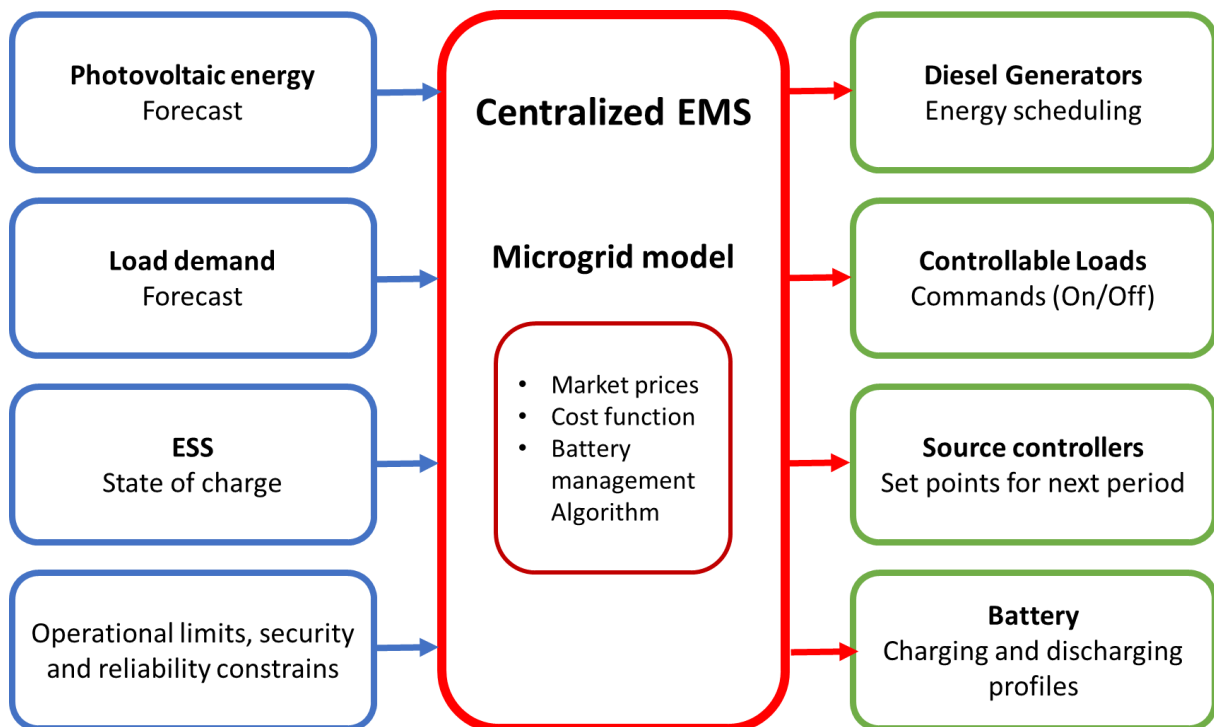 Photovoltaic energy
Forecast
Load demand
Forecast
ESS
State of charge
Operational limits, security
and reliability constrains
Centralized EMS
Microgrid model
• Market prices
• Cost function
• Battery
management
Algorithm
Diesel Generators
Energy scheduling
Controllable Loads
Commands (On/Off)
Source controllers
Set points for next period
Battery
Charging and discharging
profiles